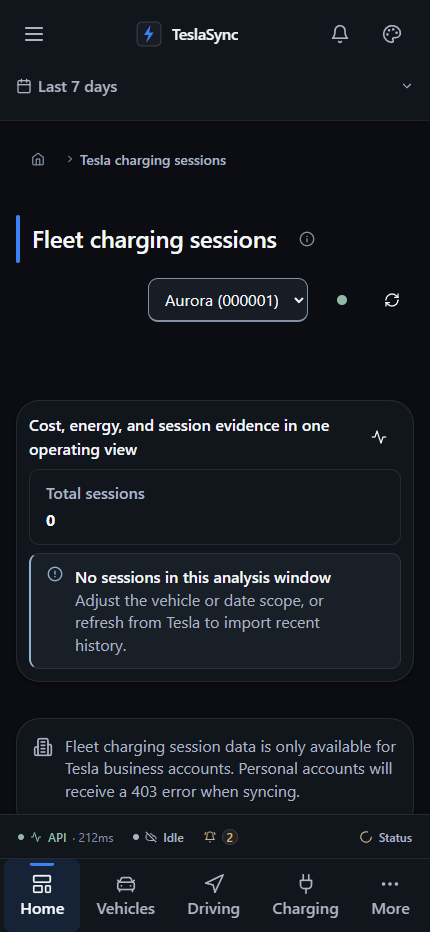 TeslaSync
Last 7 days
Tesla charging sessions
Fleet charging sessions
Aurora (000001)
Cost, energy, and session evidence in one
operating view
Total sessions
0
No sessions in this analysis window
Adjust the vehicle or date scope, or
refresh from Tesla to import recent
history.
Fleet charging session data is only available for
Tesla business accounts. Personal accounts will
receive a 403 error when syncing.
API · 212ms Idle 2 Status
Home Vehicles Driving Charging More